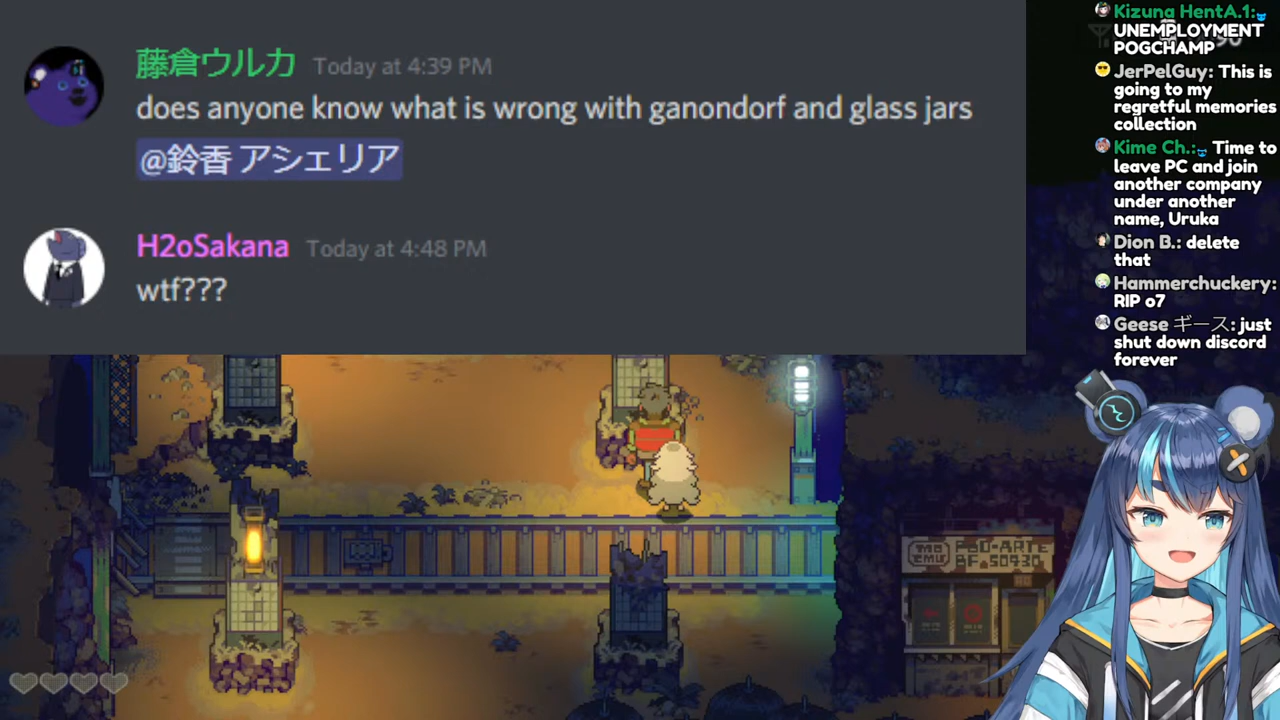 藤倉ウルカ Today at 4:39 PM
does anyone know what is wrong with ganondorf and glass jars
@鈴香 アシェリア
H2oSakana Today at 4:48 PM
wtf???
Kizuna HentA.1:
UNEMPLOYMENT
POGCHAMP
JerPelGuy: This is
going to my
regretful memories
collection
Kime Ch.: Time to
leave PC and join
another company
under another
name, Uruka
Dion B.: delete
that
Hammerchuckery:
RIP o7
Geese ギース: just
shut down discord
forever